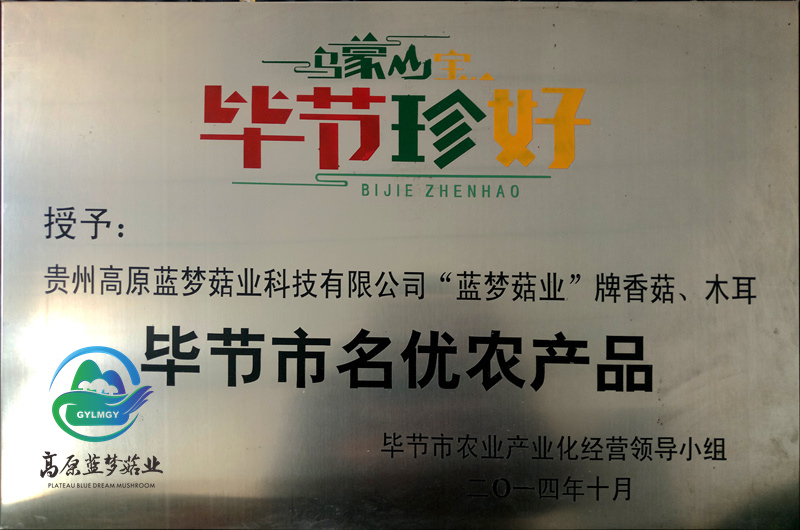 乌蒙山宝
毕节珍好
BIJIE ZHENHAO
授予：
贵州高原蓝梦菇业科技有限公司“蓝梦菇业”牌香菇、木耳
毕节市名优农产品
GYLMGY
高原蓝梦菇业
PLATEAU BLUE DREAM MUSHROOM
毕节市农业产业化经营领导小组
二〇一四年十月